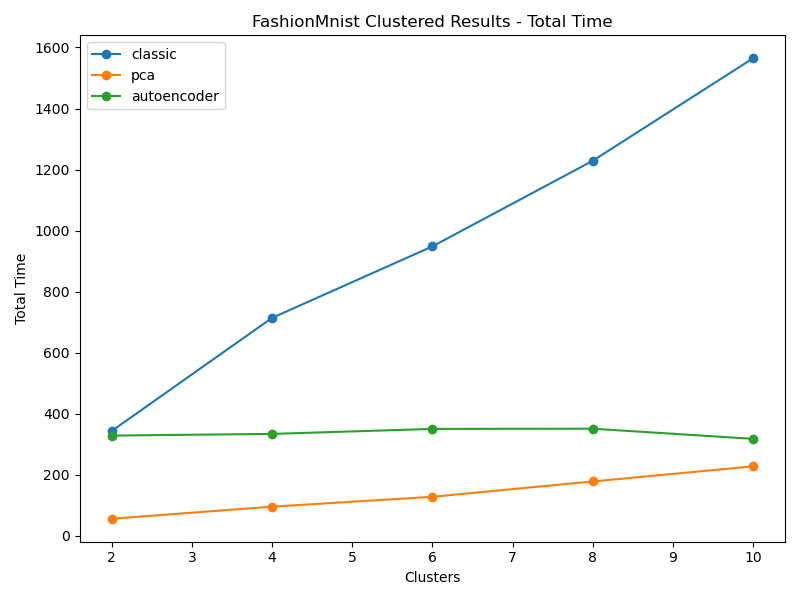 FashionMnist Clustered Results - Total Time
classic
pca
autoencoder
1600
1400
1200
1000
800
600
400
200
0
Total Time
2 3 4 5 6 7 8 9 10
Clusters